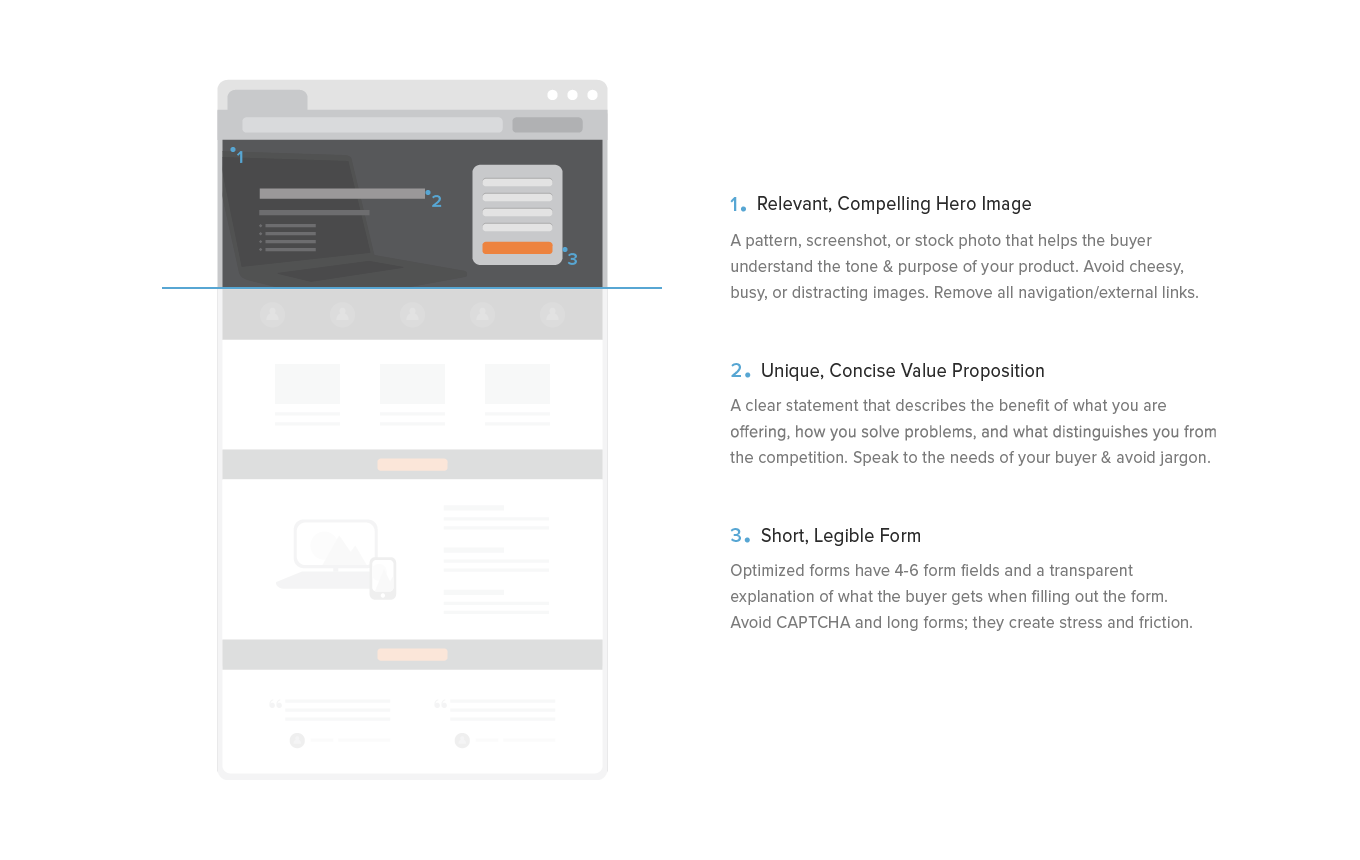 1
2
3
1. Relevant, Compelling Hero Image
A pattern, screenshot, or stock photo that helps the buyer
understand the tone & purpose of your product. Avoid cheesy,
busy, or distracting images. Remove all navigation/external links.
2. Unique, Concise Value Proposition
A clear statement that describes the benefit of what you are
offering, how you solve problems, and what distinguishes you from
the competition. Speak to the needs of your buyer & avoid jargon.
3. Short, Legible Form
Optimized forms have 4-6 form fields and a transparent
explanation of what the buyer gets when filling out the form.
Avoid CAPTCHA and long forms; they create stress and friction.